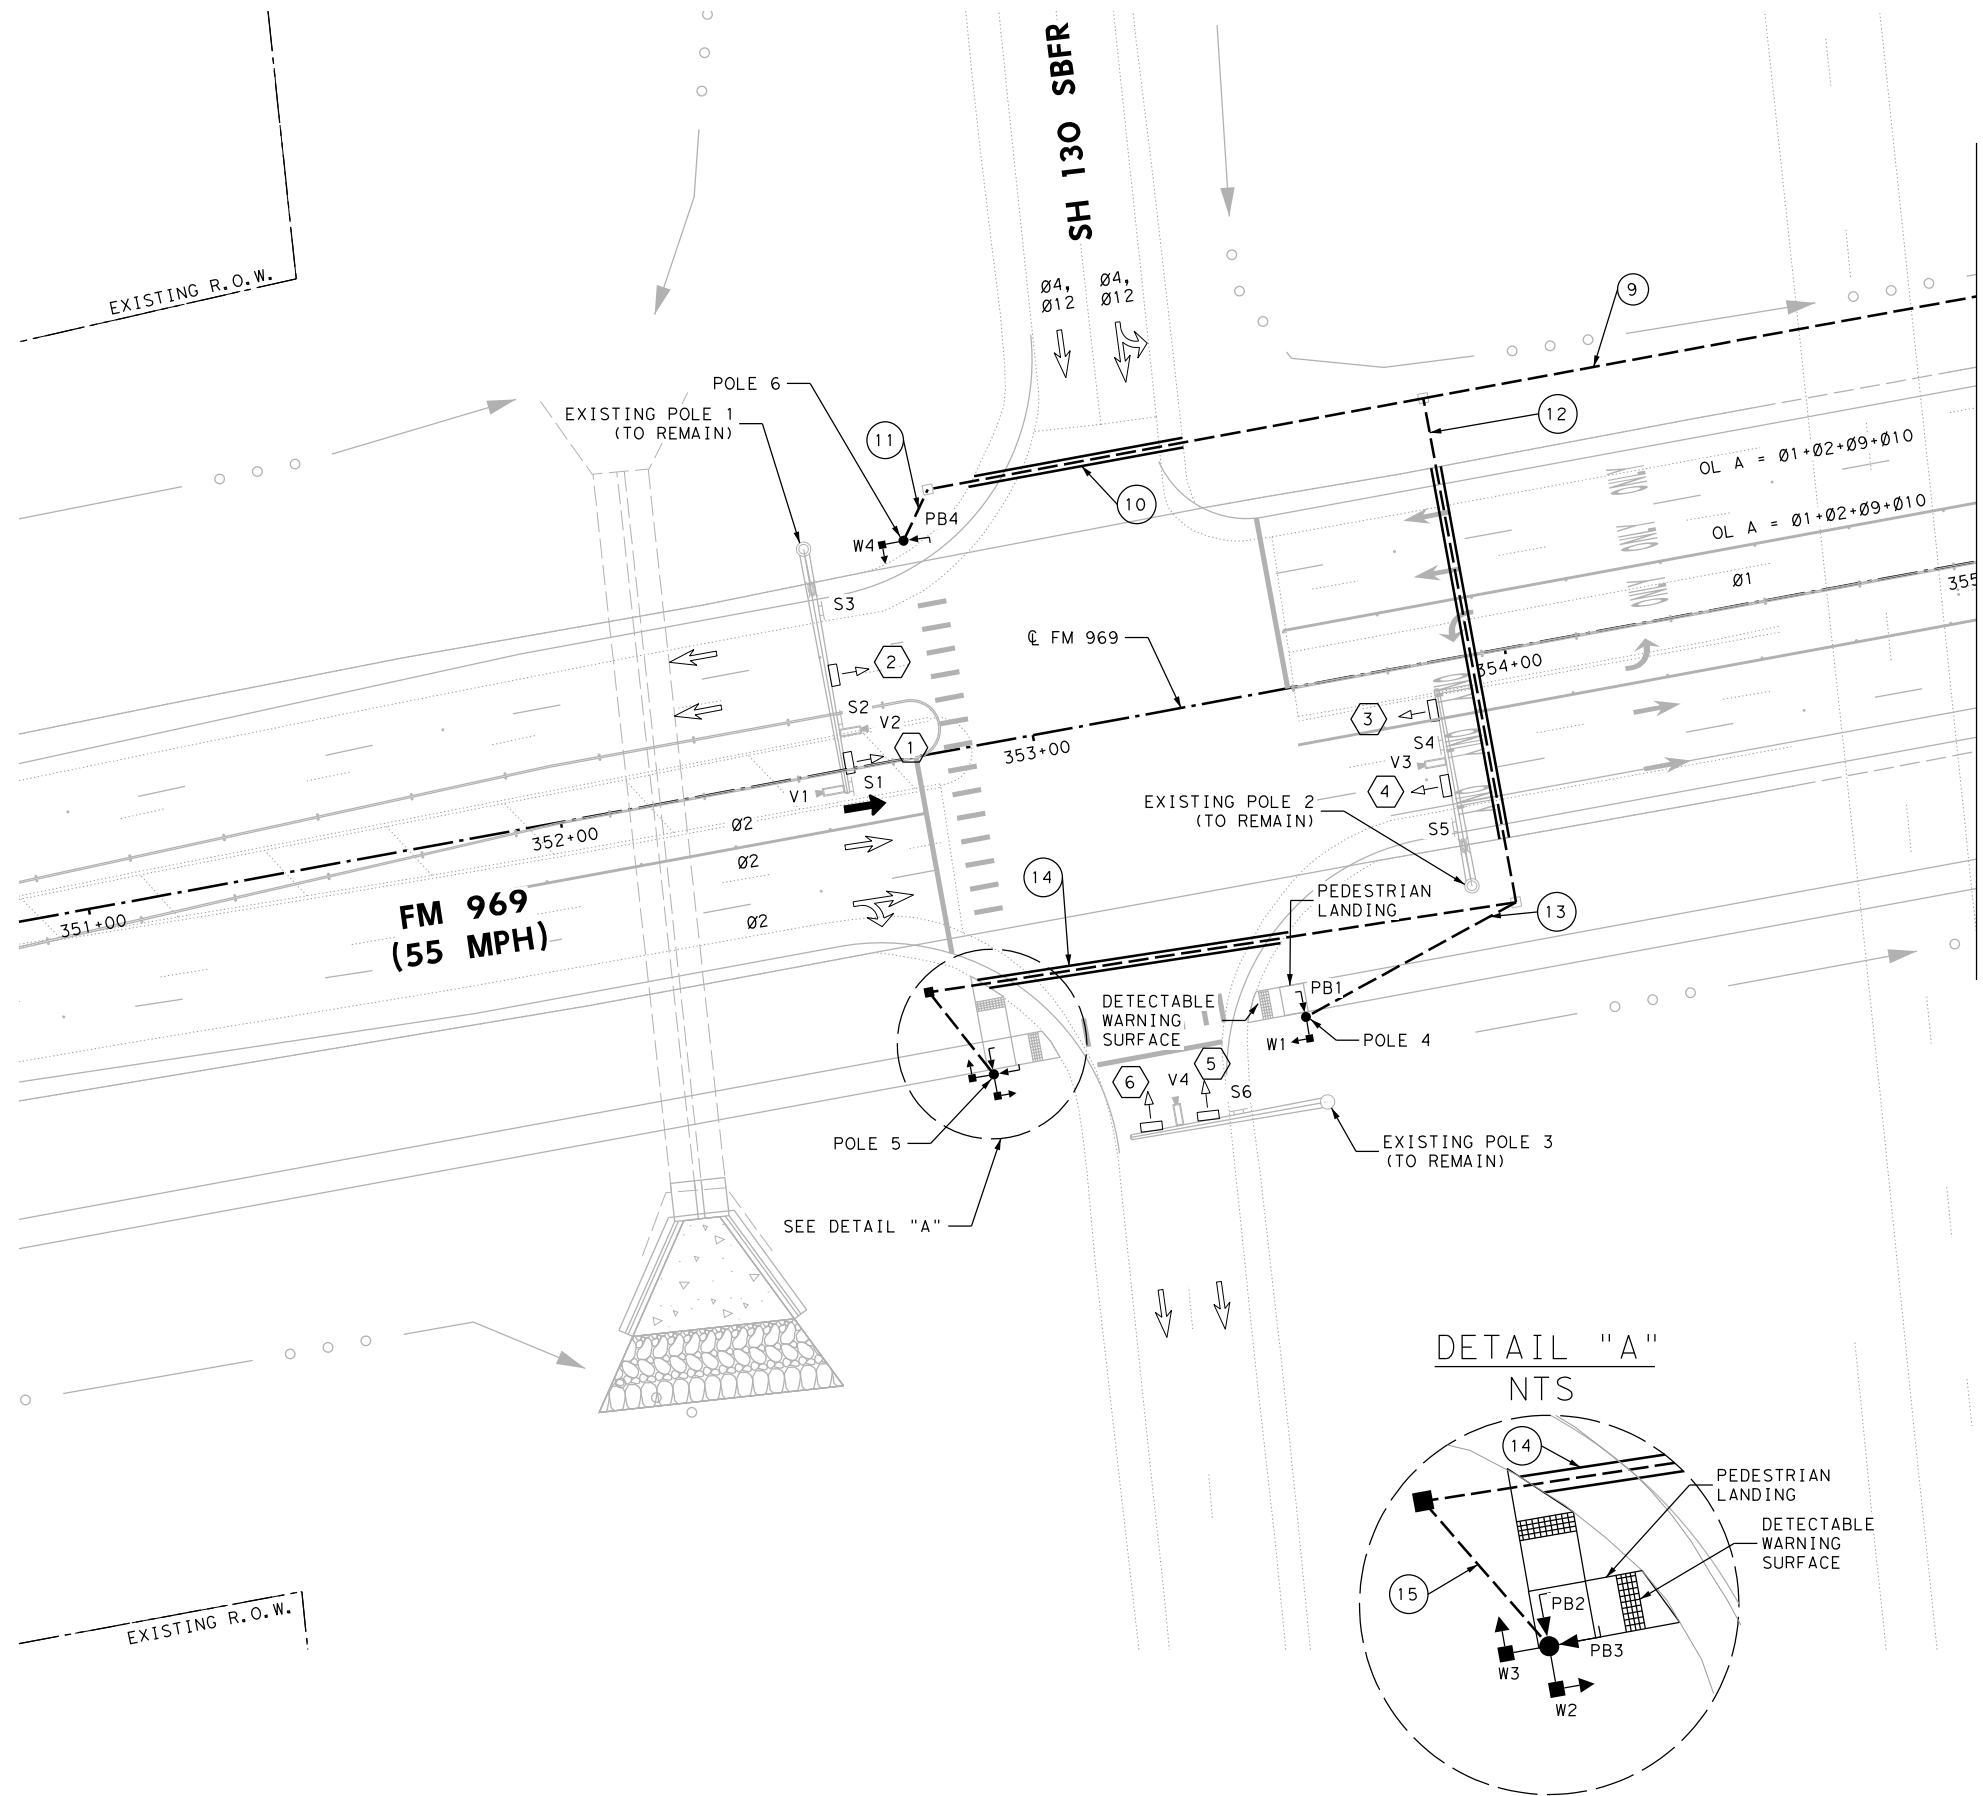 SH 130 SBFR
Ø4,
Ø12
Ø4,
Ø12
EXISTING R.O.W.
9
POLE 6
EXISTING POLE 1
(TO REMAIN)
11
12
10
PB4
W4
OL A = Ø1+Ø2+Ø9+Ø10
OL A = Ø1+Ø2+Ø9+Ø10
Ø1
355
S3
2
℄ FM 969
354+00
S2
V2
1
353+00
3
S4
V3
V1
S1
4
EXISTING POLE 2
(TO REMAIN)
S5
352+00
Ø2
Ø2
Ø2
351+00
FM 969
(55 MPH)
14
PEDESTRIAN
LANDING
13
DETECTABLE
WARNING
SURFACE
PB1
W1
POLE 4
6
V4
5
S6
POLE 5
EXISTING POLE 3
(TO REMAIN)
SEE DETAIL "A"
DETAIL "A"
NTS
14
PEDESTRIAN
LANDING
DETECTABLE
WARNING
SURFACE
15
PB2
PB3
W3
W2
EXISTING R.O.W.